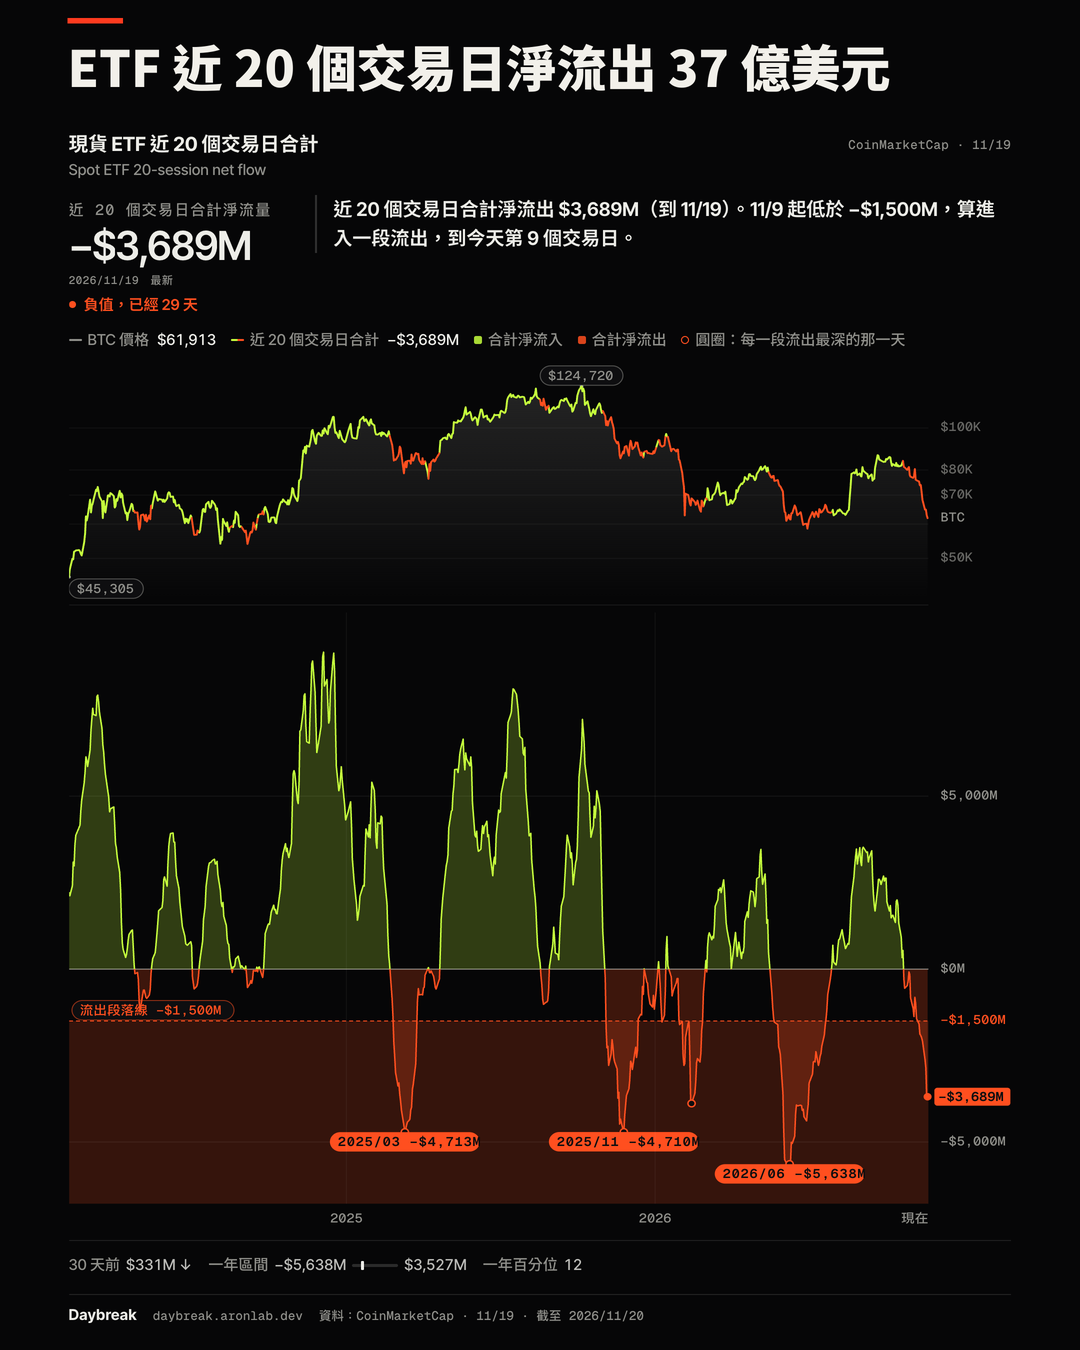 ETF 近 20 個交易日淨流出 37 億美元
現貨 ETF 近 20 個交易日合計
CoinMarketCap · 11/19
Spot ETF 20-session net flow
近 20 個交易日合計淨流量
−$3,689M
2026/11/19 最新
負值，已經 29 天
近 20 個交易日合計淨流出 $3,689M（到 11/19）。11/9 起低於 −$1,500M，算進
入一段流出，到今天第 9 個交易日。
BTC 價格 $61,913 近 20 個交易日合計 −$3,689M 合計淨流入 合計淨流出 圓圈：每一段流出最深的那一天
$124,720
$100K
$80K
$70K
BTC
$50K
$45,305
$5,000M
$0M
流出段落線 −$1,500M
−$1,500M
−$3,689M
2025/03 −$4,713M
2025/11 −$4,710M
−$5,000M
2026/06 −$5,638M
2025
2026
現在
30 天前 $331M ↓ 一年區間 −$5,638M $3,527M 一年百分位 12
Daybreak daybreak.aronlab.dev 資料：CoinMarketCap · 11/19 · 截至 2026/11/20